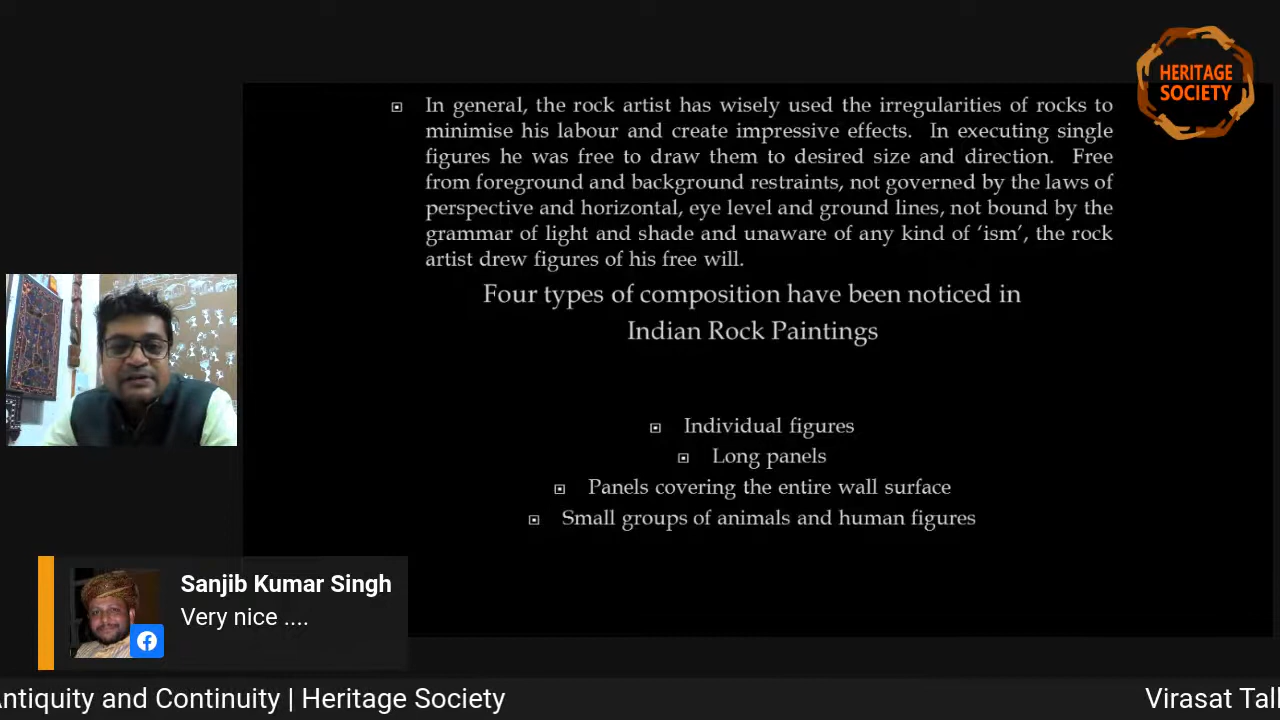 HERITAGE
SOCIETY
In general, the rock artist has wisely used the irregularities of rocks to
minimise his labour and create impressive effects. In executing single
figures he was free to draw them to desired size and direction. Free
from foreground and background restraints, not governed by the laws of
perspective and horizontal, eye level and ground lines, not bound by the
grammar of light and shade and unaware of any kind of ‘ism’, the rock
artist drew figures of his free will.
Four types of composition have been noticed in
Indian Rock Paintings
Individual figures
Long panels
Panels covering the entire wall surface
Small groups of animals and human figures
Sanjib Kumar Singh
Very nice ....
Antiquity and Continuity | Heritage Society
Virasat Tal